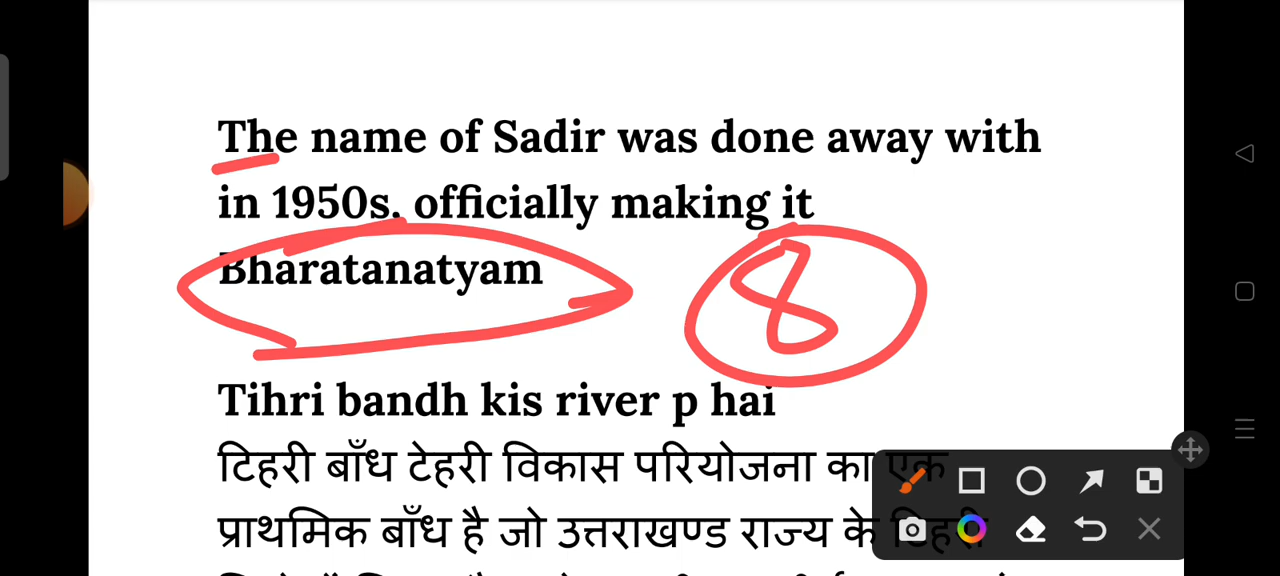 The name of Sadir was done away with
in 1950s. officially making it
Bharatanatyam
8
Tihri bandh kis river p hai
टिहरी बाँध टेहरी विकास परियोजना का एक
प्राथमिक बाँध है जो उत्तराखण्ड राज्य के टिहरी